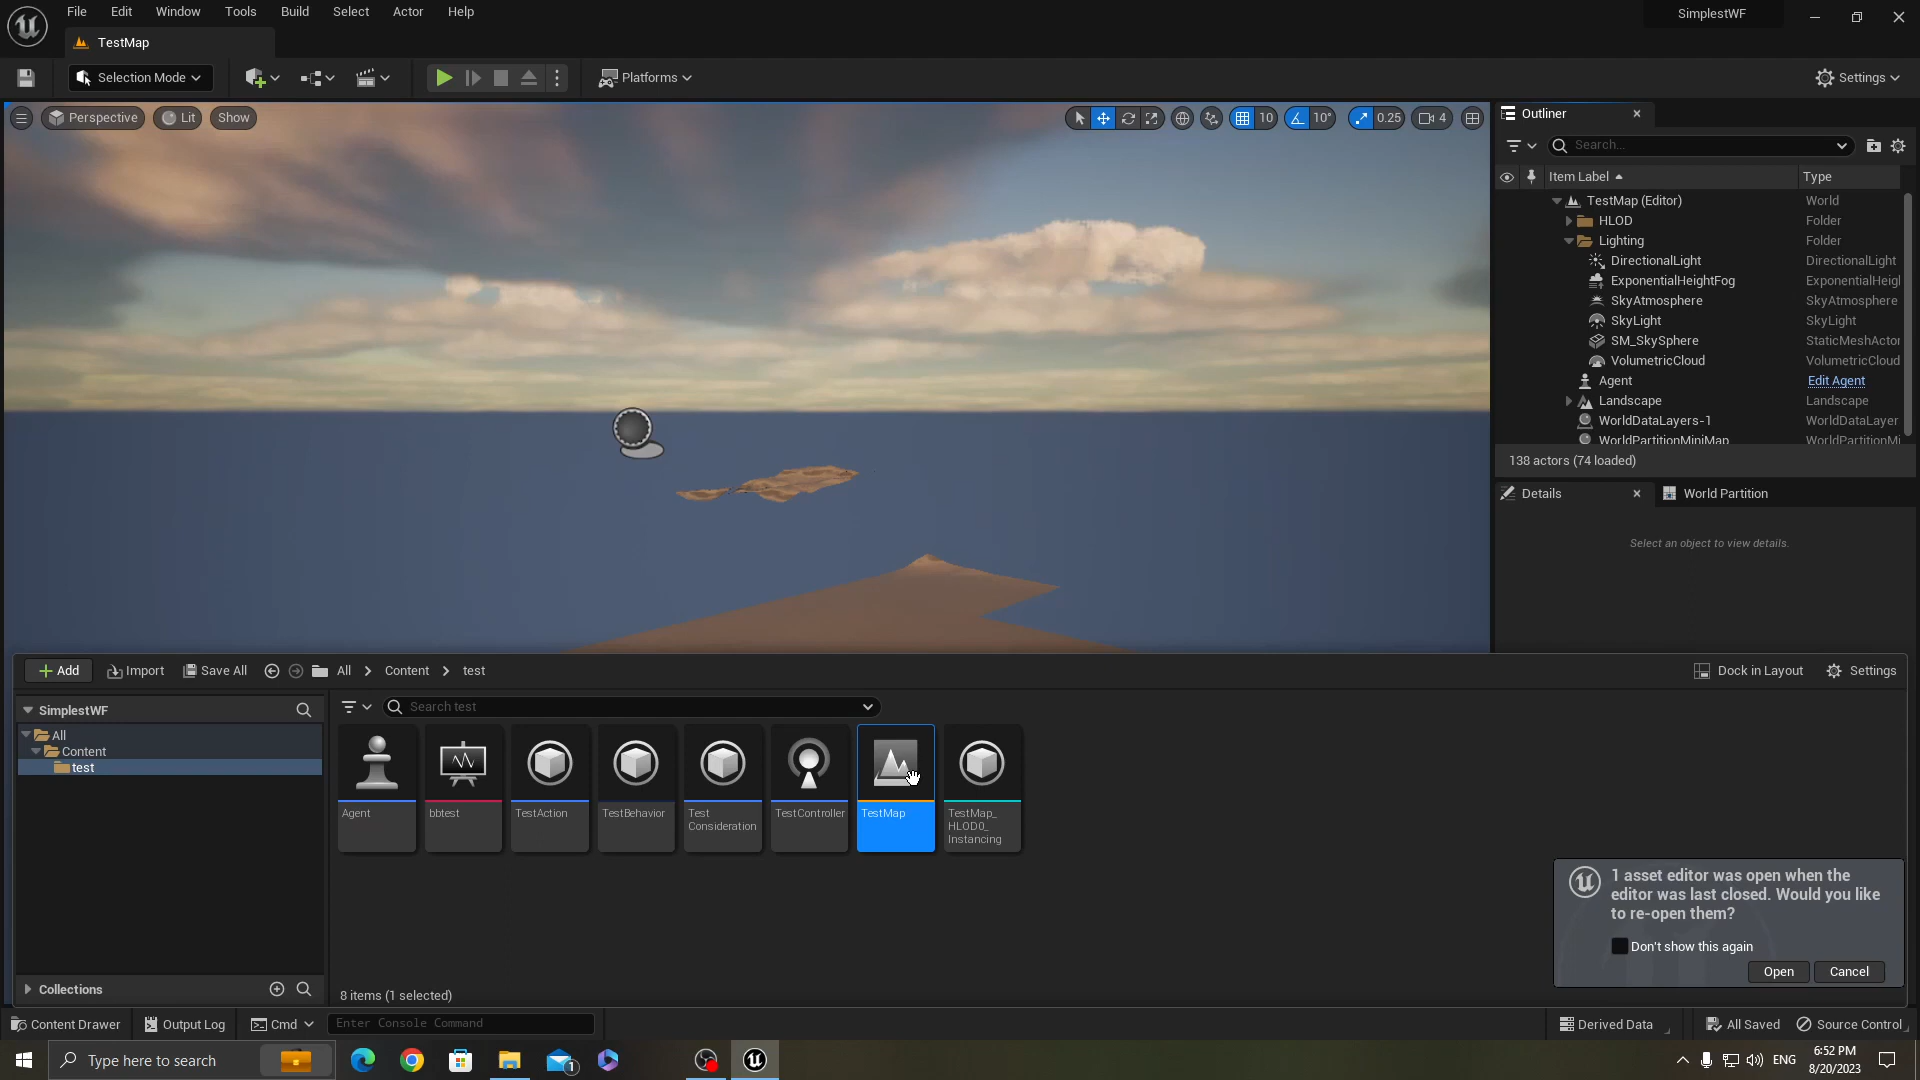 File Edit Window Tools Build Select Actor Help
SimplestWF
TestMap
Selection Mode
Platforms
Settings
Perspective
Lit
Show
10
10°
0.25
4
Outliner
Search...
Item Label
Type
TestMap (Editor)
World
HLOD
Folder
Lighting
Folder
DirectionalLight
DirectionalLight
ExponentialHeightFog
ExponentialHeigl
SkyAtmosphere
SkyAtmosphere
SkyLight
SkyLight
SM_SkySphere
StaticMeshActor
VolumetricCloud
VolumetricCloud
Agent
Edit Agent
Landscape
Landscape
WorldDataLayers-1
WorldDataLayer
WorldPartitionMiniMap
WorldPartitionMi
138 actors (74 loaded)
Details
World Partition
Select an object to view details.
Add
Import
Save All
All
Content
test
Dock in Layout
Settings
SimplestWF
All
Content
test
Collections
Search test
Agent
bbtest
TestAction
TestBehavior
Test
Consideration
TestController
TestMap
TestMap_
HLOD0_
Instancing
8 items (1 selected)
1 asset editor was open when the
editor was last closed. Would you like
to re-open them?
Don't show this again
Open
Cancel
Content Drawer
Output Log
Cmd
Enter Console Command
Derived Data
All Saved
Source Control
Type here to search
1
ENG
6:52 PM
8/20/2023